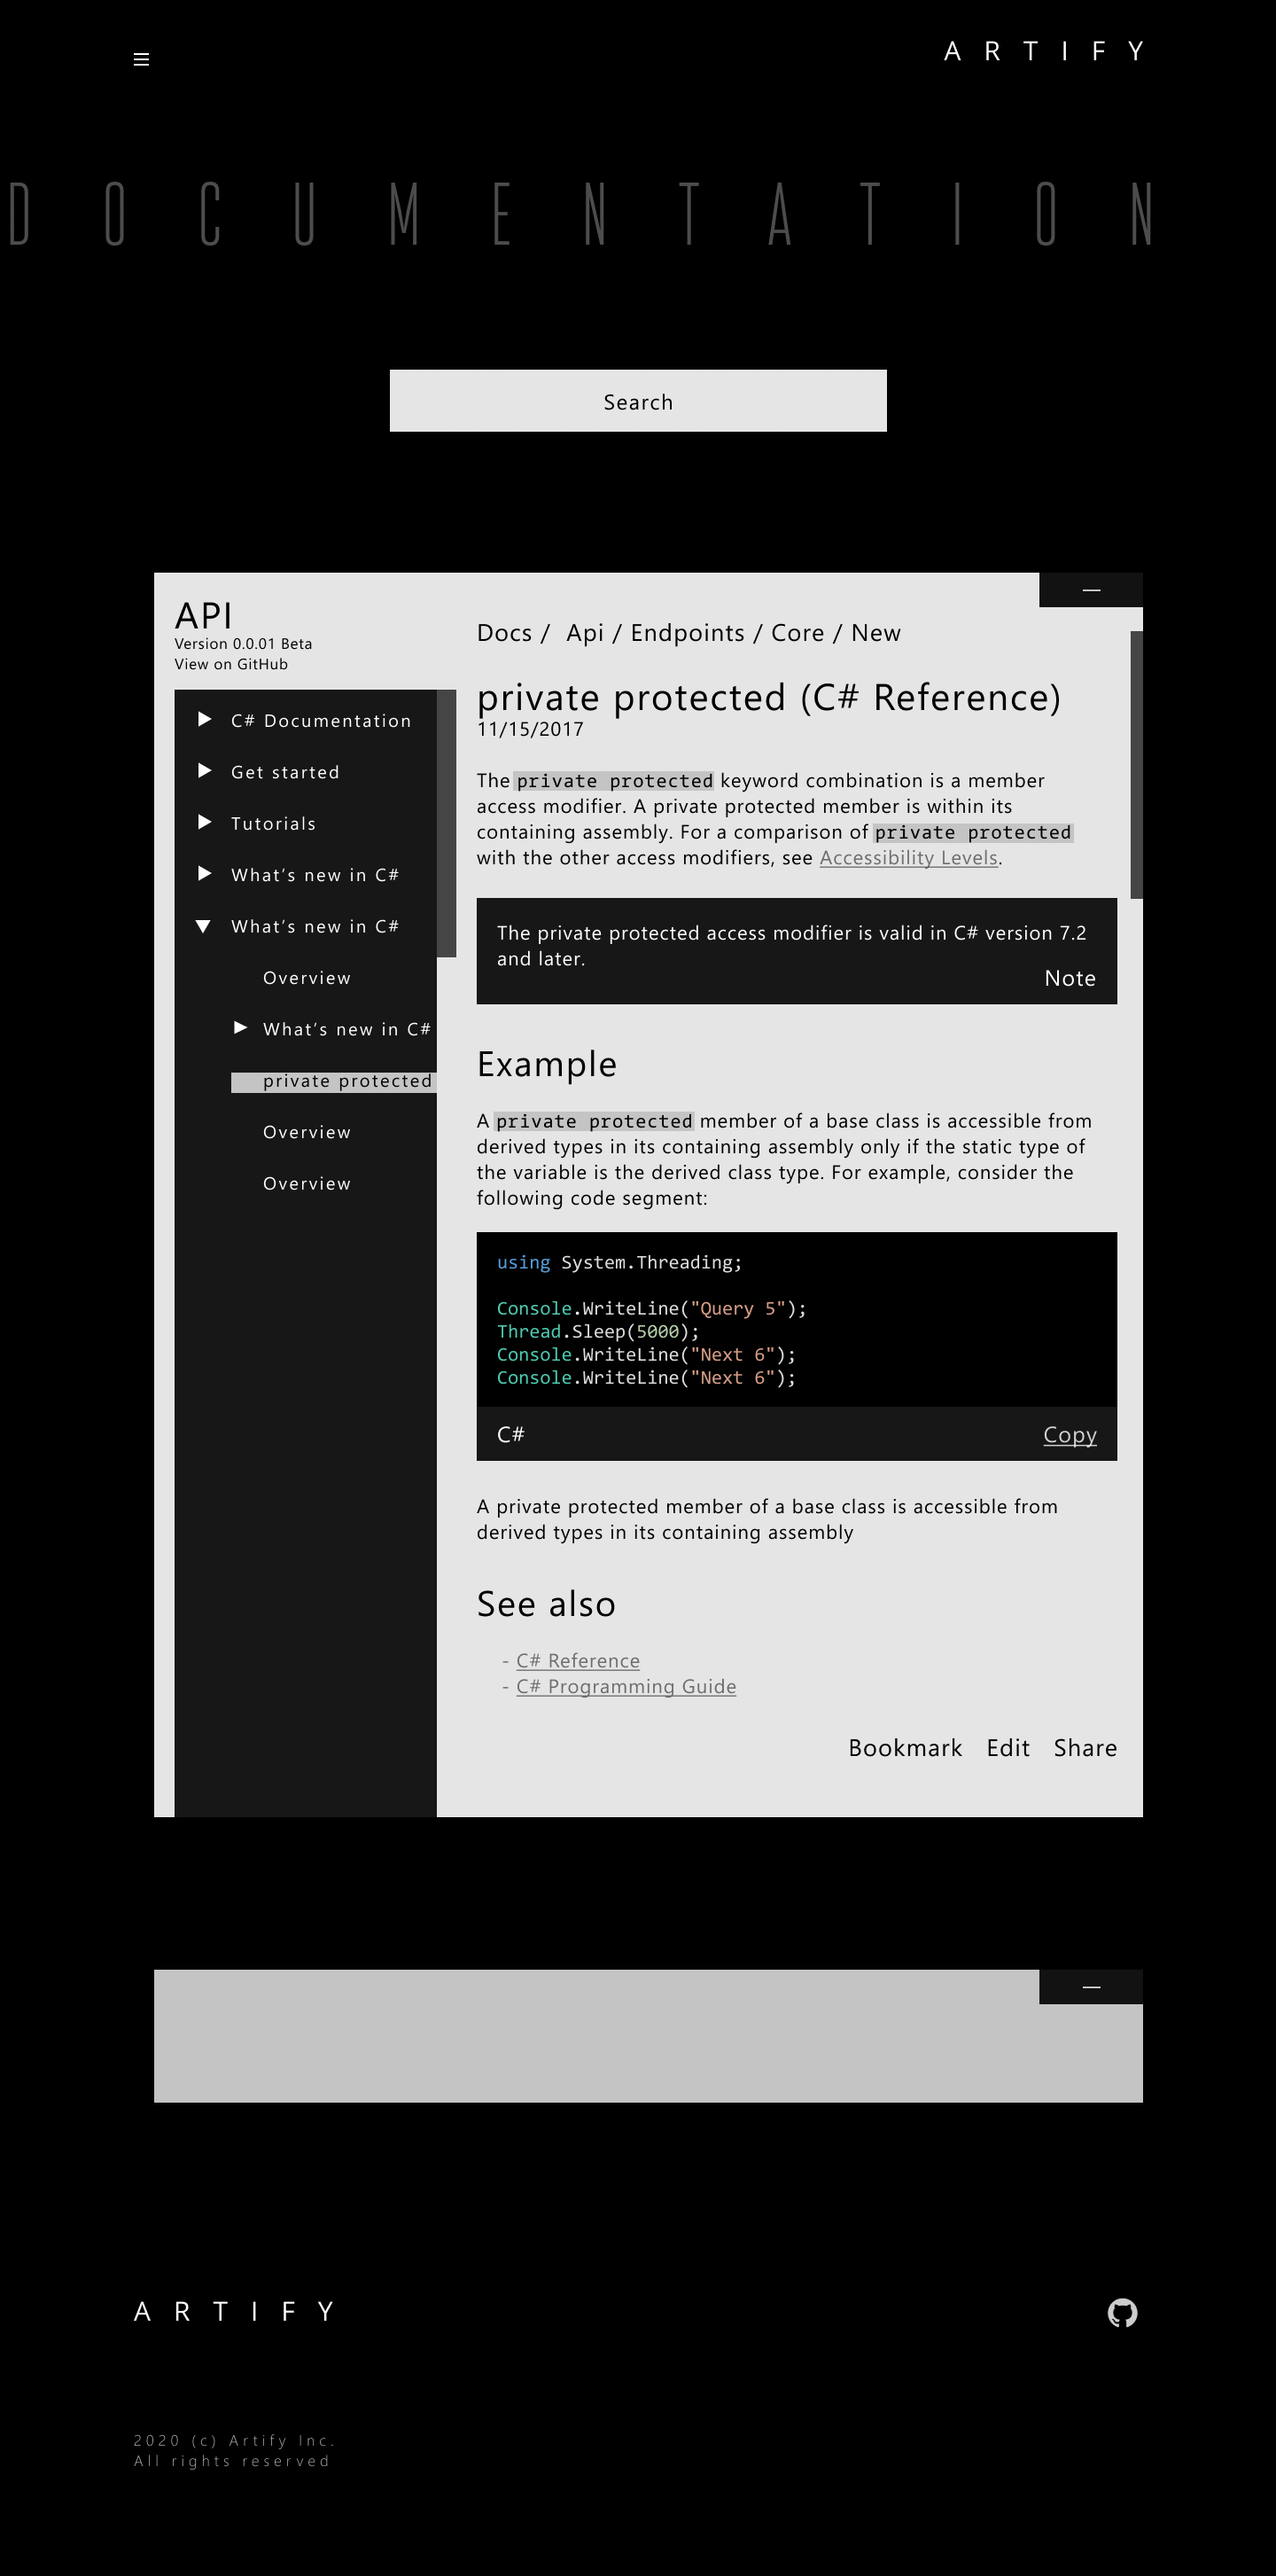 A R T I F Y
D O C U M E N T A T I O N
Search
API
Version 0.0.01 Beta
View on GitHub
C# Documentation
Get started
Tutorials
What's new in C#
What's new in C#
Overview
What's new in C#
private protected
Overview
Overview
Docs / Api / Endpoints / Core / New
private protected (C# Reference)
11/15/2017
The private protected keyword combination is a member
access modifier. A private protected member is within its
containing assembly. For a comparison of private protected
with the other access modifiers, see Accessibility Levels.
The private protected access modifier is valid in C# version 7.2
and later.
Note
Example
A private protected member of a base class is accessible from
derived types in its containing assembly only if the static type of
the variable is the derived class type. For example, consider the
following code segment:
using System.Threading;
Console.WriteLine("Query 5");
Thread.Sleep(5000);
Console.WriteLine("Next 6");
Console.WriteLine("Next 6");
C# Copy
A private protected member of a base class is accessible from
derived types in its containing assembly
See also
- C# Reference
- C# Programming Guide
Bookmark Edit Share
A R T I F Y
2020 (c) Artify Inc.
All rights reserved